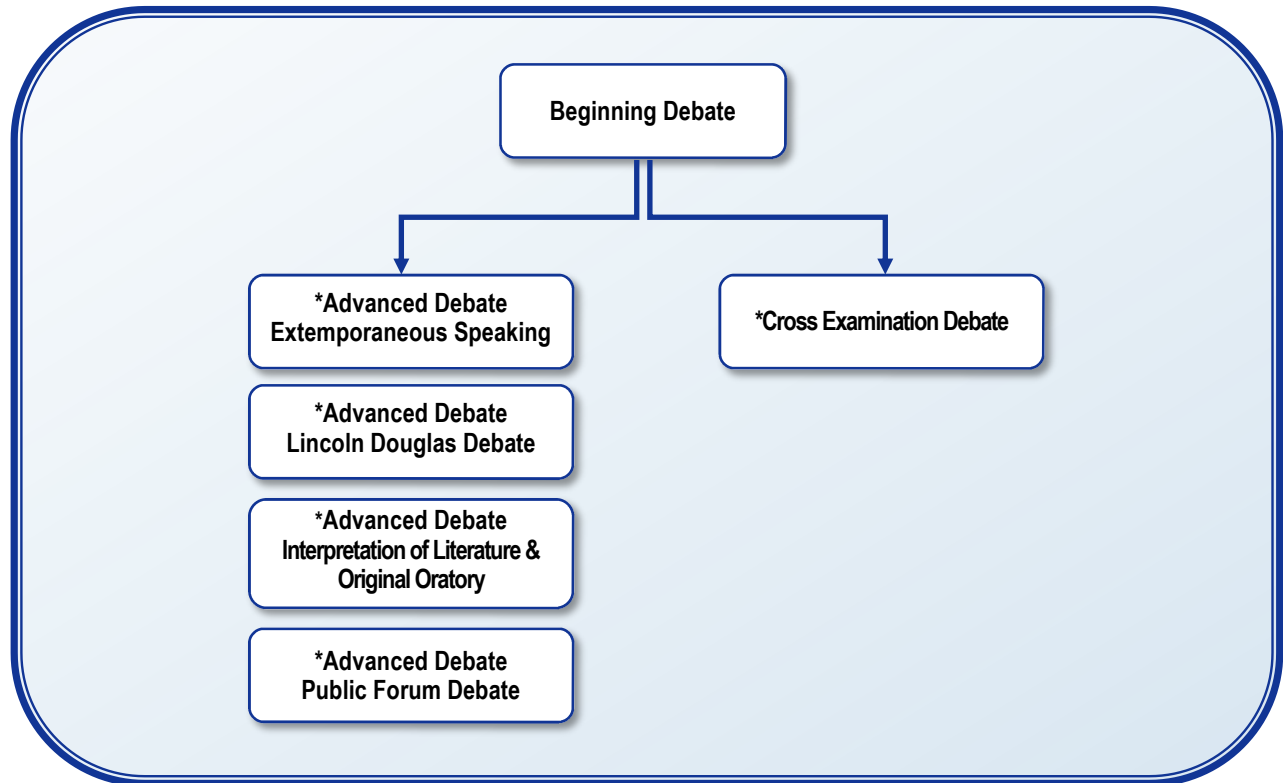 Beginning Debate
*Advanced Debate
Extemporaneous Speaking
*Cross Examination Debate
*Advanced Debate
Lincoln Douglas Debate
*Advanced Debate
Interpretation of Literature &
Original Oratory
*Advanced Debate
Public Forum Debate